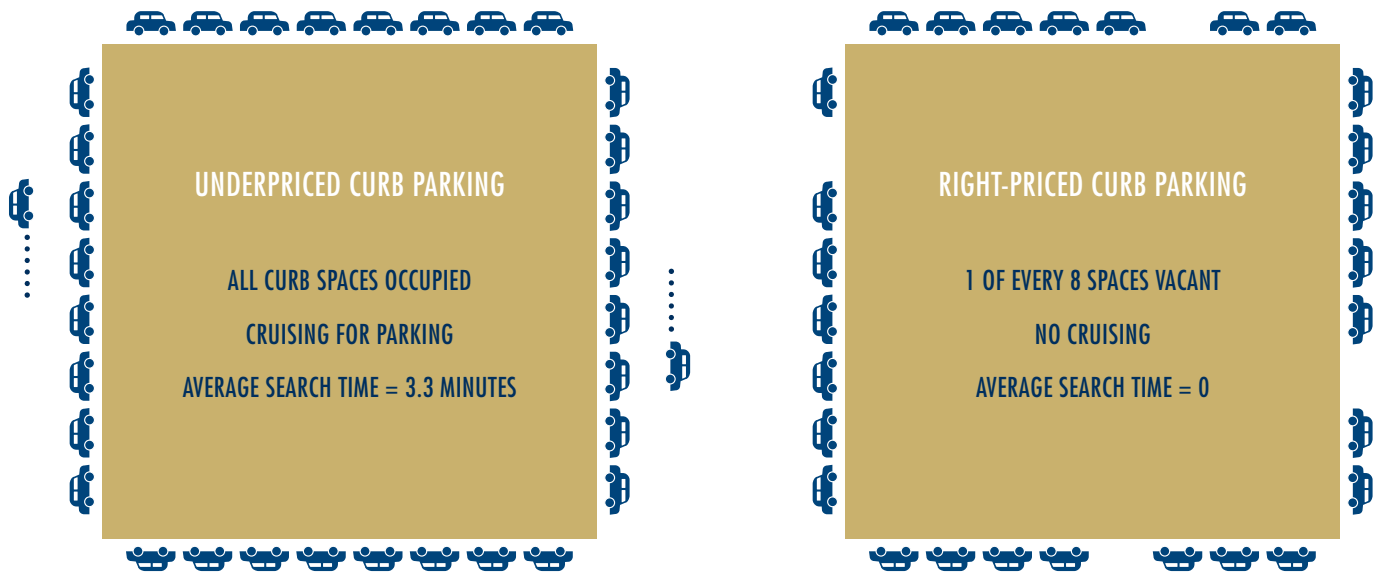 UNDERPRICED CURB PARKING
ALL CURB SPACES OCCUPIED
CRUISING FOR PARKING
AVERAGE SEARCH TIME = 3.3 MINUTES
RIGHT-PRICED CURB PARKING
1 OF EVERY 8 SPACES VACANT
NO CRUISING
AVERAGE SEARCH TIME = 0